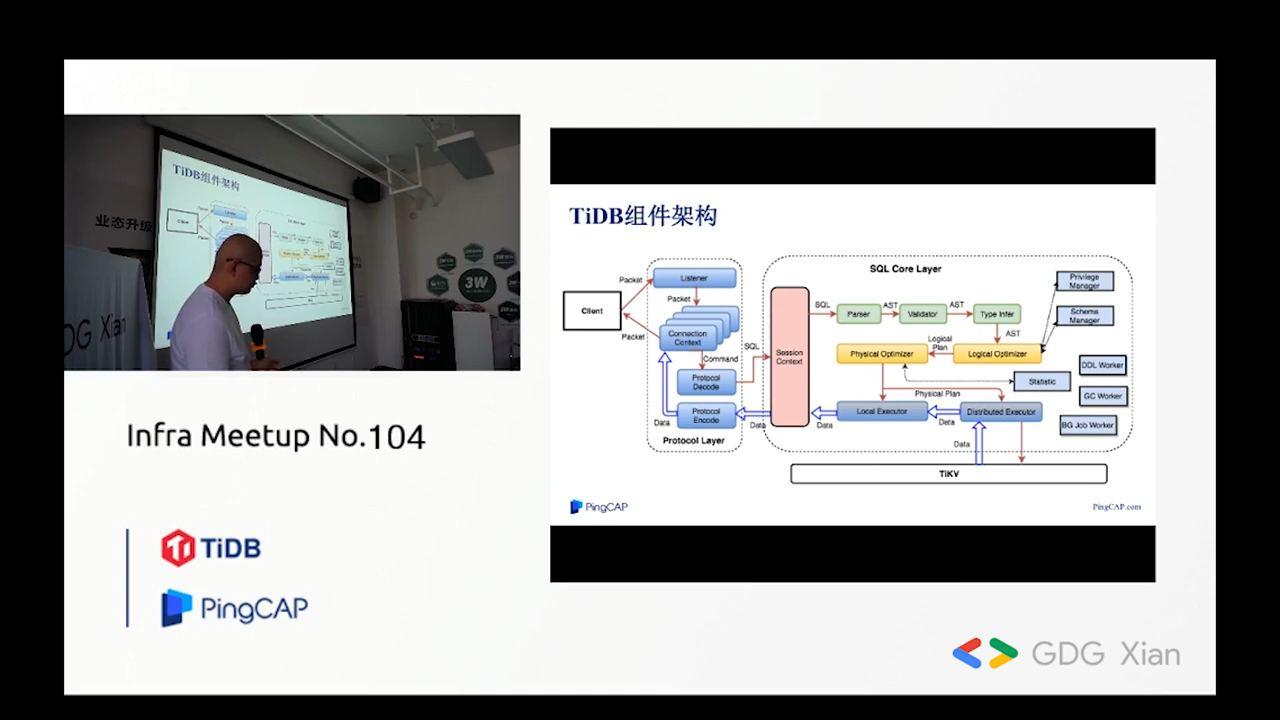 TiDB组件架构
业态升级
GDG Xian
3W
Infra Meetup No.104
TiDB
PingCAP
TiDB组件架构
SQL Core Layer
Privilege
Manager
Packet
Listener
Client
Packet
Schema
Manager
SQL
Parser
AST
Validator
AST
Type Infer
AST
Connection
Context
Packet
Command
SQL
Session
Context
Physical Optimizer
Logical
Plan
Logical Optimizer
DDL Worker
Protocol
Decode
Statistic
Physical Plan
GC Worker
Protocol
Encode
Data
Data
Data
Local Executor
Data
Distributed Executor
BG Job Worker
Protocol Layer
Data
TiKV
PingCAP
PingCAP.com
GDG Xian